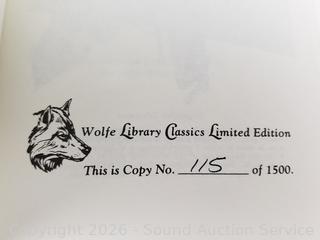 Wolfe Library Classics Limited Edition
This is Copy No. 115 of 1500.
Copyright 2026 - Sound Auction Service